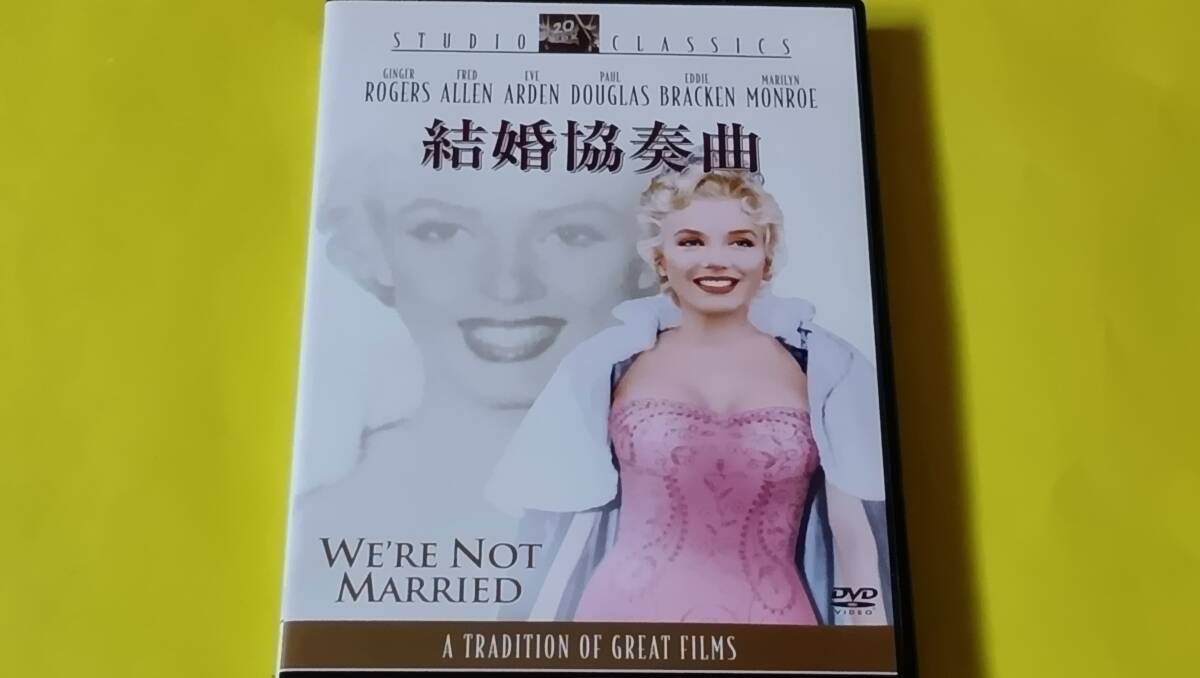 STUDIO 20 CLASSICS
GINGER ROGERS FRED ALLEN EVE ARDEN PAUL DOUGLAS EDDIE BRACKEN MARILYN MONROE
結婚協奏曲
WE'RE NOT
MARRIED
DVD
VIDEO
A TRADITION OF GREAT FILMS